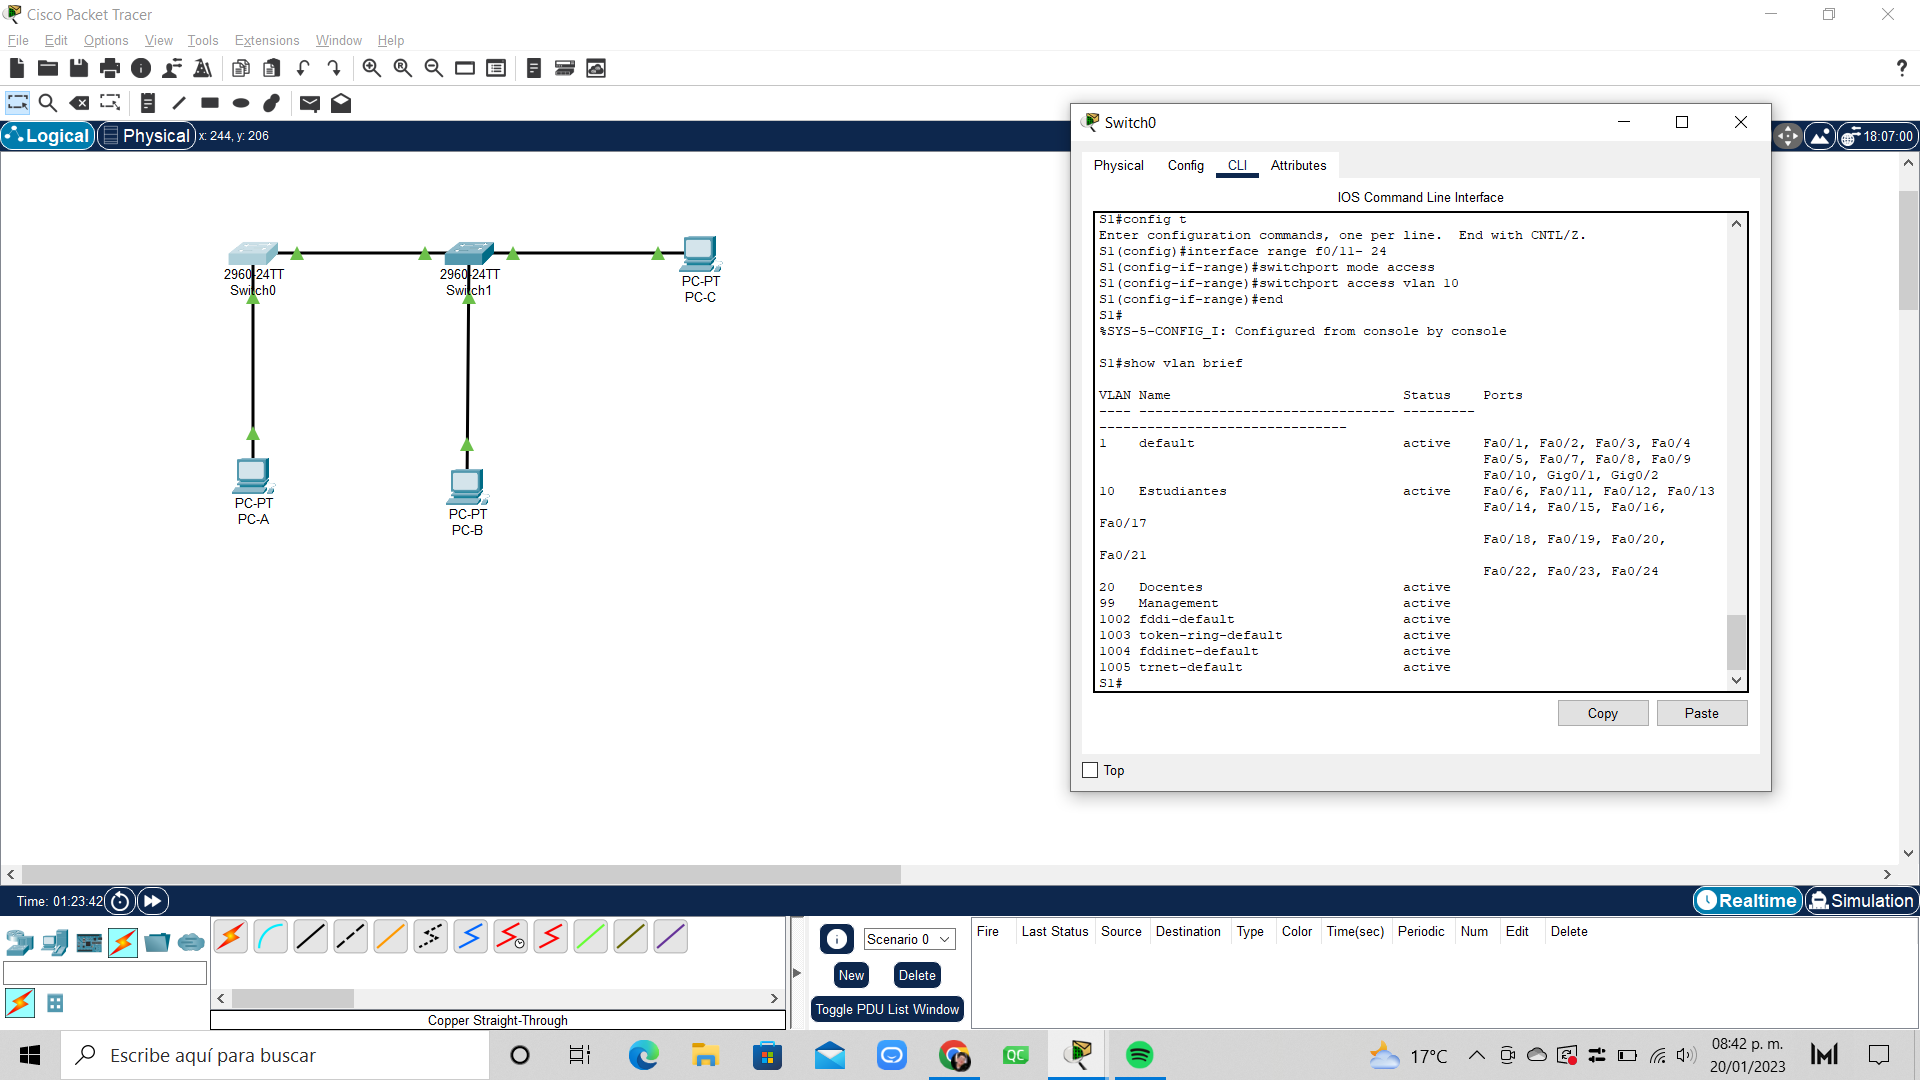 Cisco Packet Tracer
File Edit Options View Tools Extensions Window Help
?
Logical Physical x: 244, y: 206
18:07:00
2960-24TT
Switch0
2960-24TT
Switch1
PC-PT
PC-C
PC-PT
PC-A
PC-PT
PC-B
Switch0
Physical Config CLI Attributes
IOS Command Line Interface
S1#config t
Enter configuration commands, one per line.  End with CNTL/Z.
S1(config)#interface range f0/11- 24
S1(config-if-range)#switchport mode access
S1(config-if-range)#switchport access vlan 10
S1(config-if-range)#end
S1#
%SYS-5-CONFIG_I: Configured from console by console
S1#show vlan brief
VLAN Name                             Status    Ports
---- -------------------------------- ---------
-------------------------------
1    default                          active    Fa0/1, Fa0/2, Fa0/3, Fa0/4
                                                Fa0/5, Fa0/7, Fa0/8, Fa0/9
                                                Fa0/10, Gig0/1, Gig0/2
10   Estudiantes                      active    Fa0/6, Fa0/11, Fa0/12, Fa0/13
                                                Fa0/14, Fa0/15, Fa0/16,
Fa0/17
                                                Fa0/18, Fa0/19, Fa0/20,
Fa0/21
                                                Fa0/22, Fa0/23, Fa0/24
20   Docentes                         active
99   Management                       active
1002 fddi-default                     active
1003 token-ring-default               active
1004 fddinet-default                  active
1005 trnet-default                    active
S1#
Copy Paste
Top
Time: 01:23:42
Realtime Simulation
Copper Straight-Through
Scenario 0
New Delete
Toggle PDU List Window
Fire Last Status Source Destination Type Color Time(sec) Periodic Num Edit Delete
Escribe aquí para buscar
QC
17°C
08:42 p. m.
20/01/2023